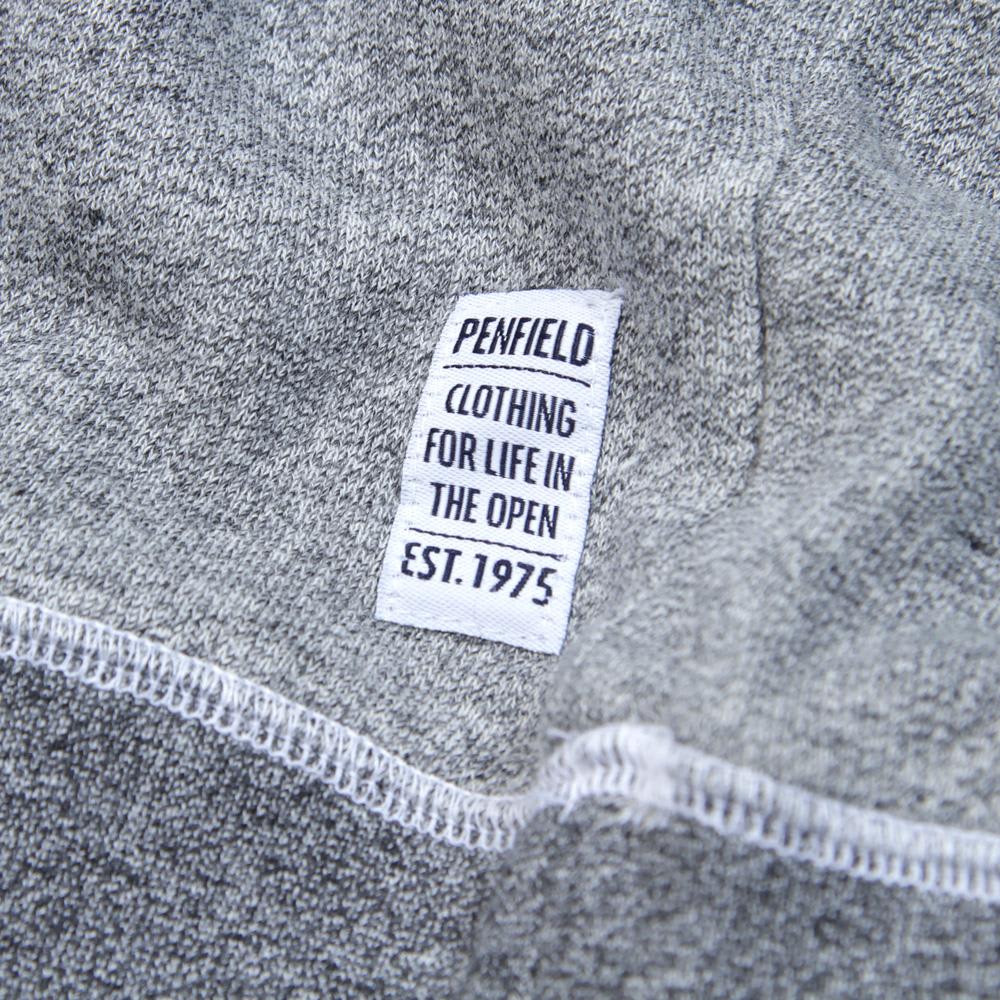 PENFIELD
CLOTHING
FOR LIFE IN
THE OPEN
EST. 1975